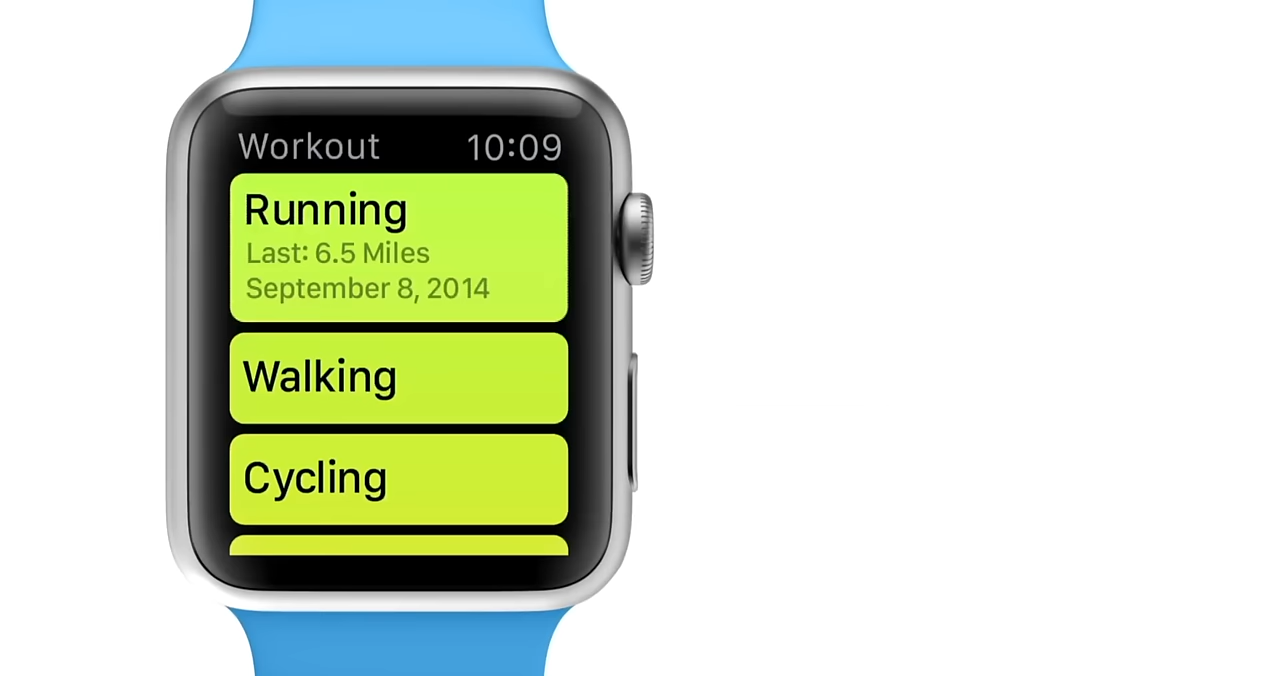 Workout 10:09
Running
Last: 6.5 Miles
September 8, 2014
Walking
Cycling